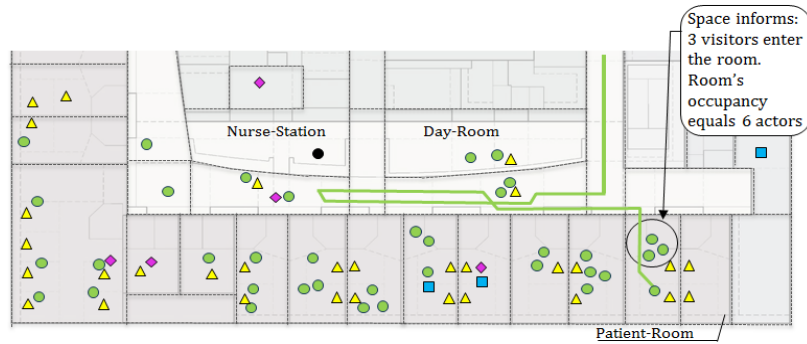 Space informs:
3 visitors enter
the room.
Room's
occupancy
equals 6 actors
Nurse-Station
Day-Room
Patient-Room